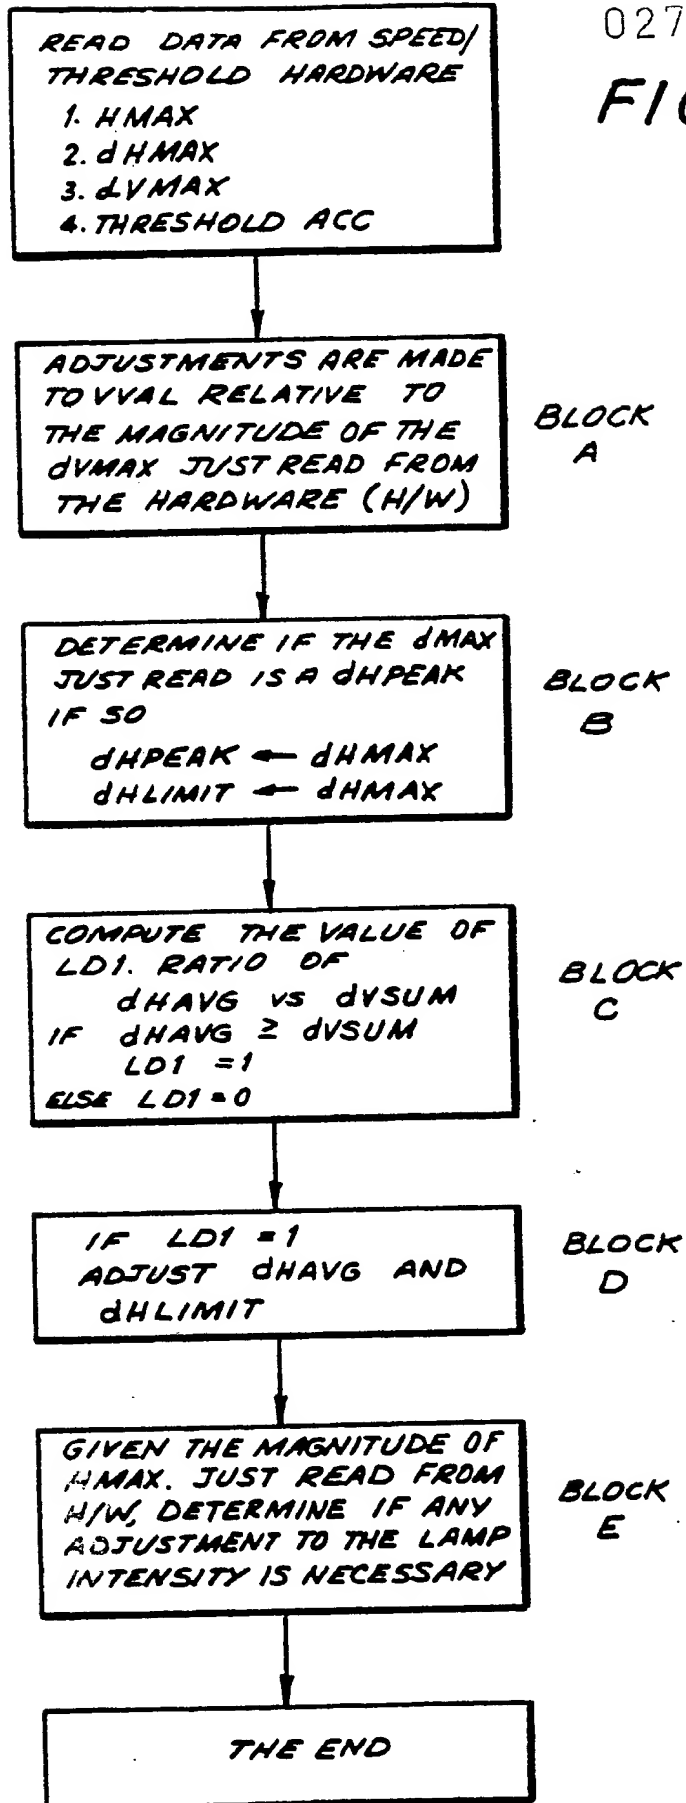 027
READ DATA FROM SPEED/
THRESHOLD HARDWARE
1. HMAX
2. dHMAX
3. dVMAX
4. THRESHOLD ACC
ADJUSTMENTS ARE MADE
TO VVAL RELATIVE TO
THE MAGNITUDE OF THE
dVMAX JUST READ FROM
THE HARDWARE (H/W)
BLOCK
A
DETERMINE IF THE dMAX
JUST READ IS A dHPEAK
IF SO
dHPEAK ← dHMAX
dHLIMIT ← dHMAX
BLOCK
B
COMPUTE THE VALUE OF
LD1. RATIO OF
dHAVG vs dVSUM
IF dHAVG ≥ dVSUM
LD1 = 1
ELSE LD1 = 0
BLOCK
C
IF LD1 = 1
ADJUST dHAVG AND
dHLIMIT
BLOCK
D
GIVEN THE MAGNITUDE OF
HMAX. JUST READ FROM
H/W, DETERMINE IF ANY
ADJUSTMENT TO THE LAMP
INTENSITY IS NECESSARY
BLOCK
E
THE END